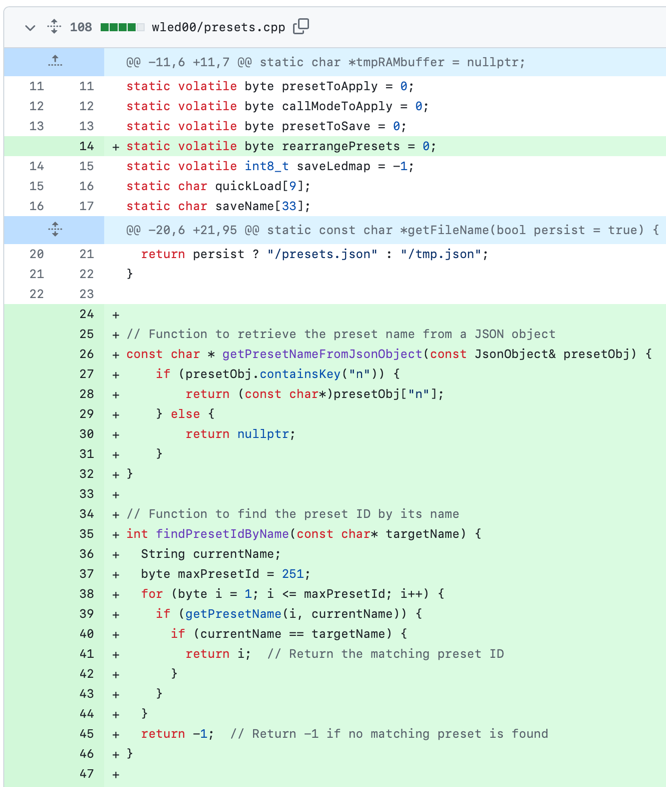 108 wled00/presets.cpp
@@ -11,6 +11,7 @@ static char *tmpRAMbuffer = nullptr;
11 11 static volatile byte presetToApply = 0;
12 12 static volatile byte callModeToApply = 0;
13 13 static volatile byte presetToSave = 0;
14 + static volatile byte rearrangePresets = 0;
14 15 static volatile int8_t saveLedmap = -1;
15 16 static char quickLoad[9];
16 17 static char saveName[33];
@@ -20,6 +21,95 @@ static const char *getFileName(bool persist = true) {
20 21 return persist ? "/presets.json" : "/tmp.json";
21 22 }
22 23
24 +
25 + // Function to retrieve the preset name from a JSON object
26 + const char * getPresetNameFromJsonObject(const JsonObject& presetObj) {
27 + if (presetObj.containsKey("n")) {
28 + return (const char*)presetObj["n"];
29 + } else {
30 + return nullptr;
31 + }
32 + }
33 +
34 + // Function to find the preset ID by its name
35 + int findPresetIdByName(const char* targetName) {
36 + String currentName;
37 + byte maxPresetId = 251;
38 + for (byte i = 1; i <= maxPresetId; i++) {
39 + if (getPresetName(i, currentName)) {
40 + if (currentName == targetName) {
41 + return i; // Return the matching preset ID
42 + }
43 + }
44 + }
45 + return -1; // Return -1 if no matching preset is found
46 + }
47 +